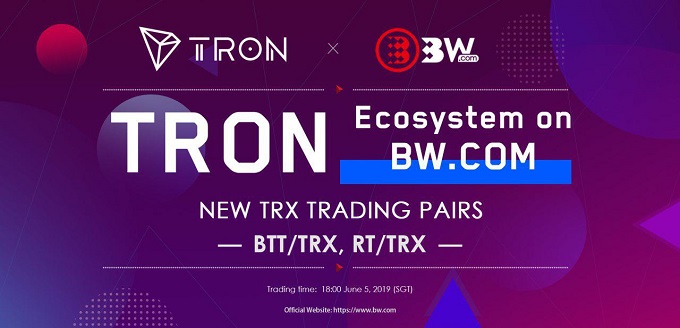 TRON × BW.com
TRON
Ecosystem on
BW.COM
NEW TRX TRADING PAIRS
— BTT/TRX, RT/TRX —
Trading time: 18:00 June 5, 2019 (SGT)
Official Website: https://www.bw.com